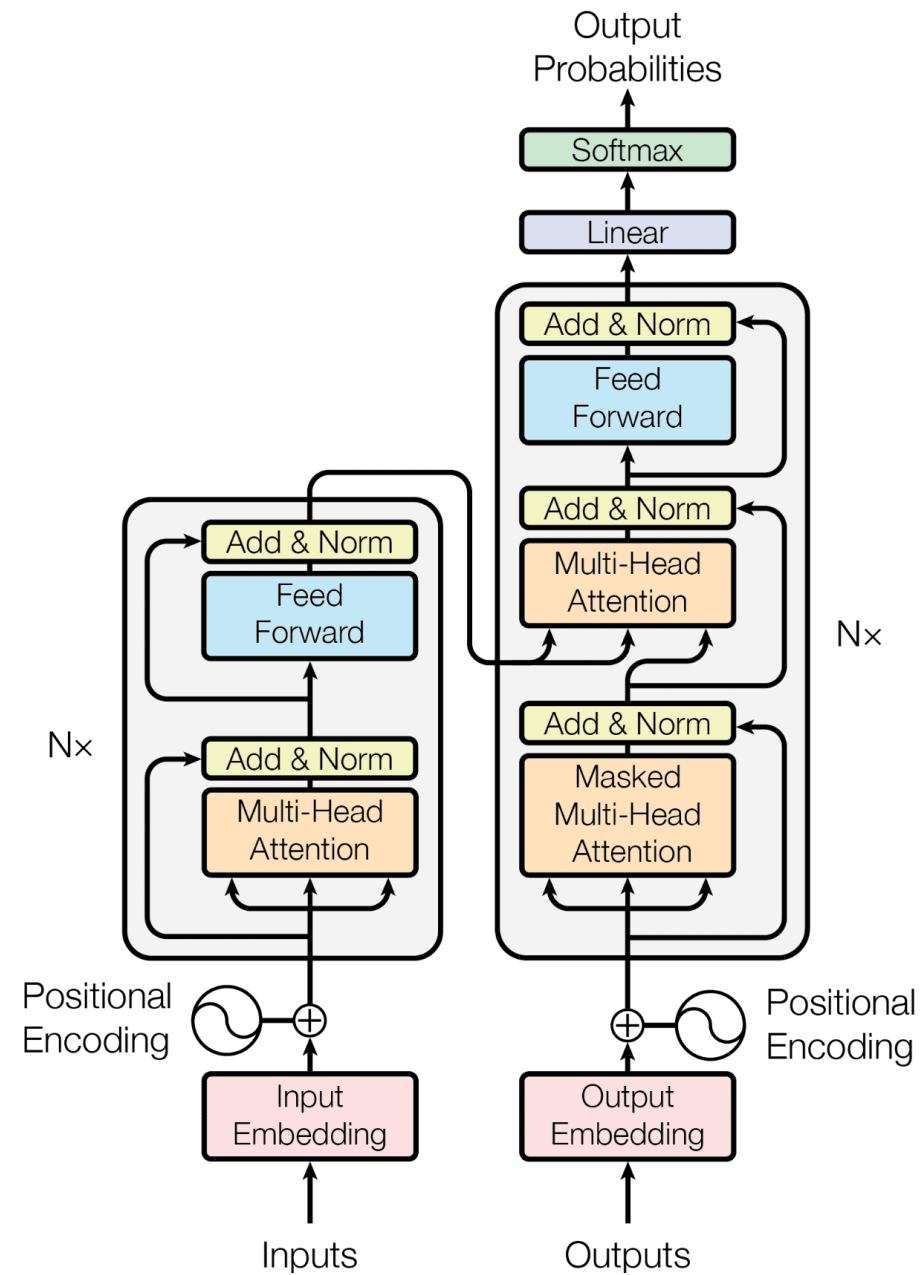 Output
Probabilities
Softmax
Linear
Add & Norm
Feed
Forward
Add & Norm
Multi-Head
Attention
Add & Norm
Masked
Multi-Head
Attention
Nx
Add & Norm
Feed
Forward
Add & Norm
Multi-Head
Attention
Nx
Positional
Encoding
Positional
Encoding
Input
Embedding
Output
Embedding
Inputs
Outputs